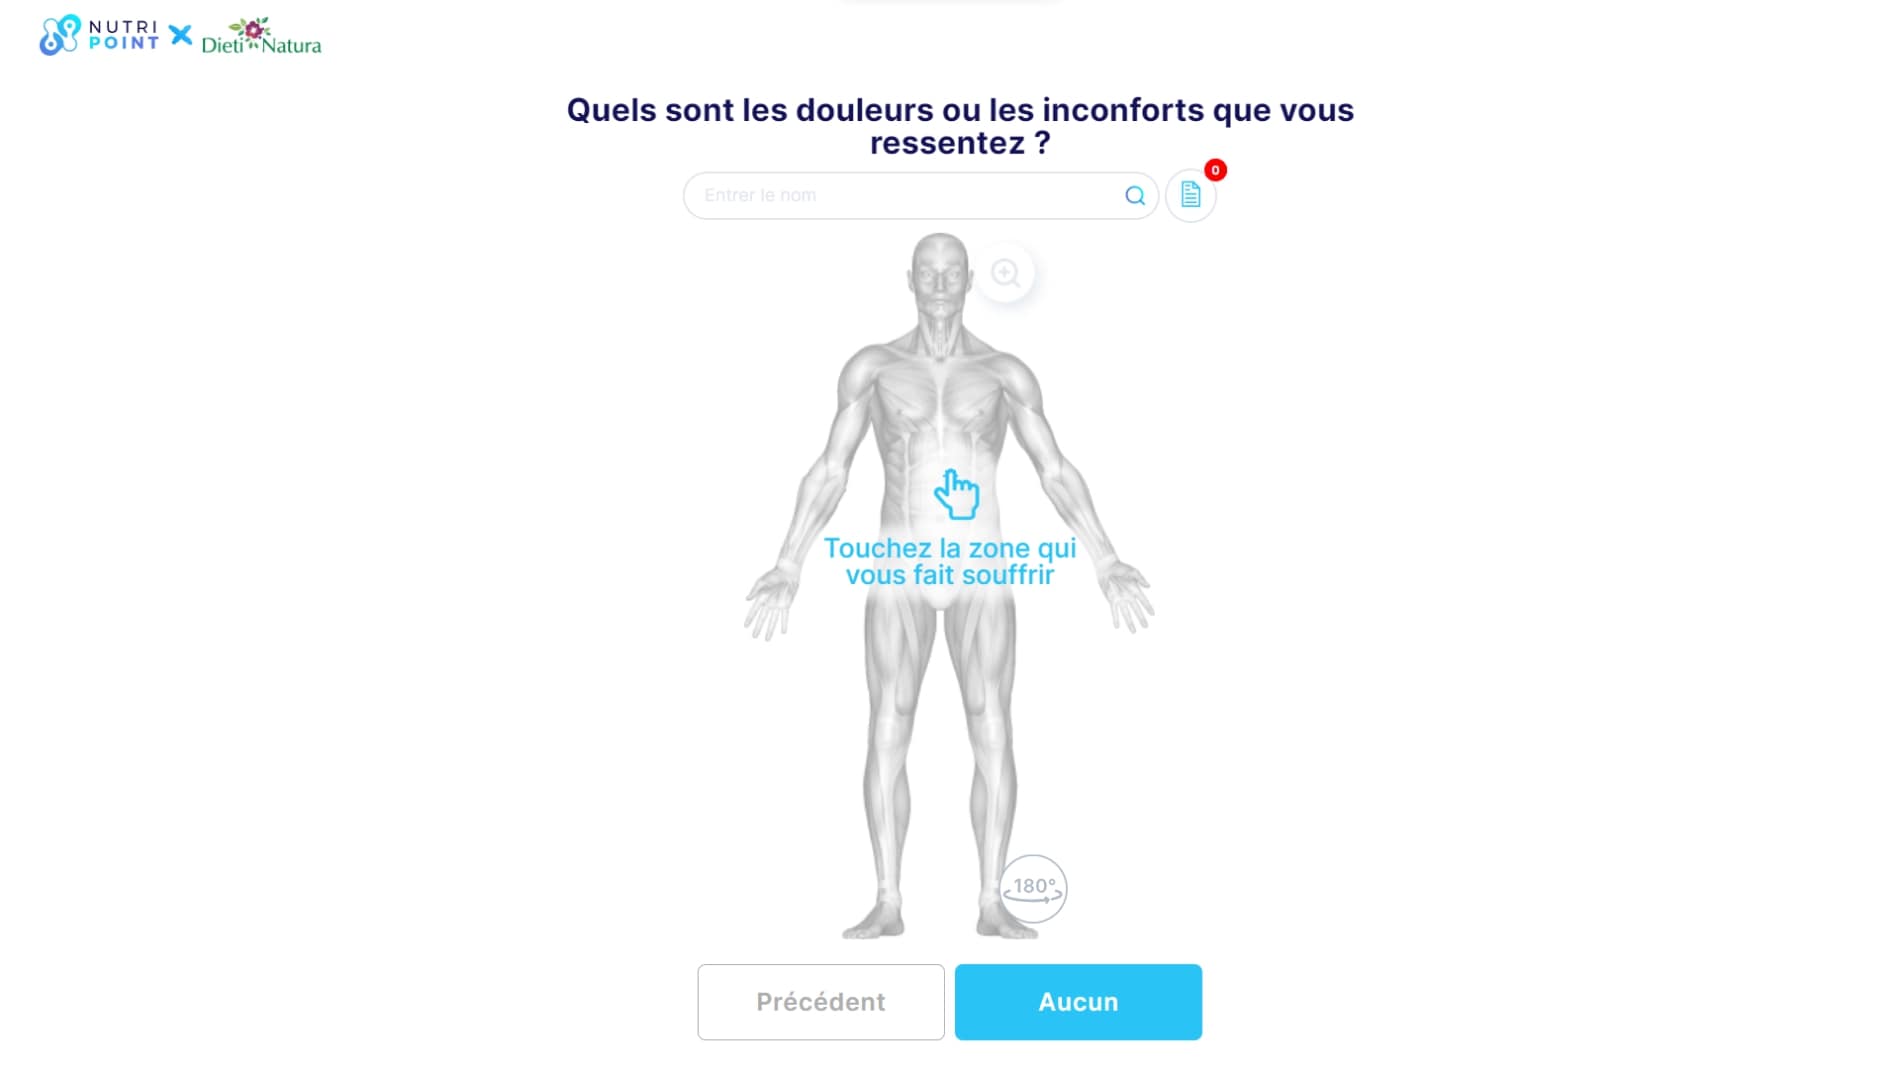 NUTRI
POINT
Dieti Natura
Quels sont les douleurs ou les inconforts que vous
ressentez ?
0
Entrer le nom
Touchez la zone qui
vous fait souffrir
180°
Précédent
Aucun